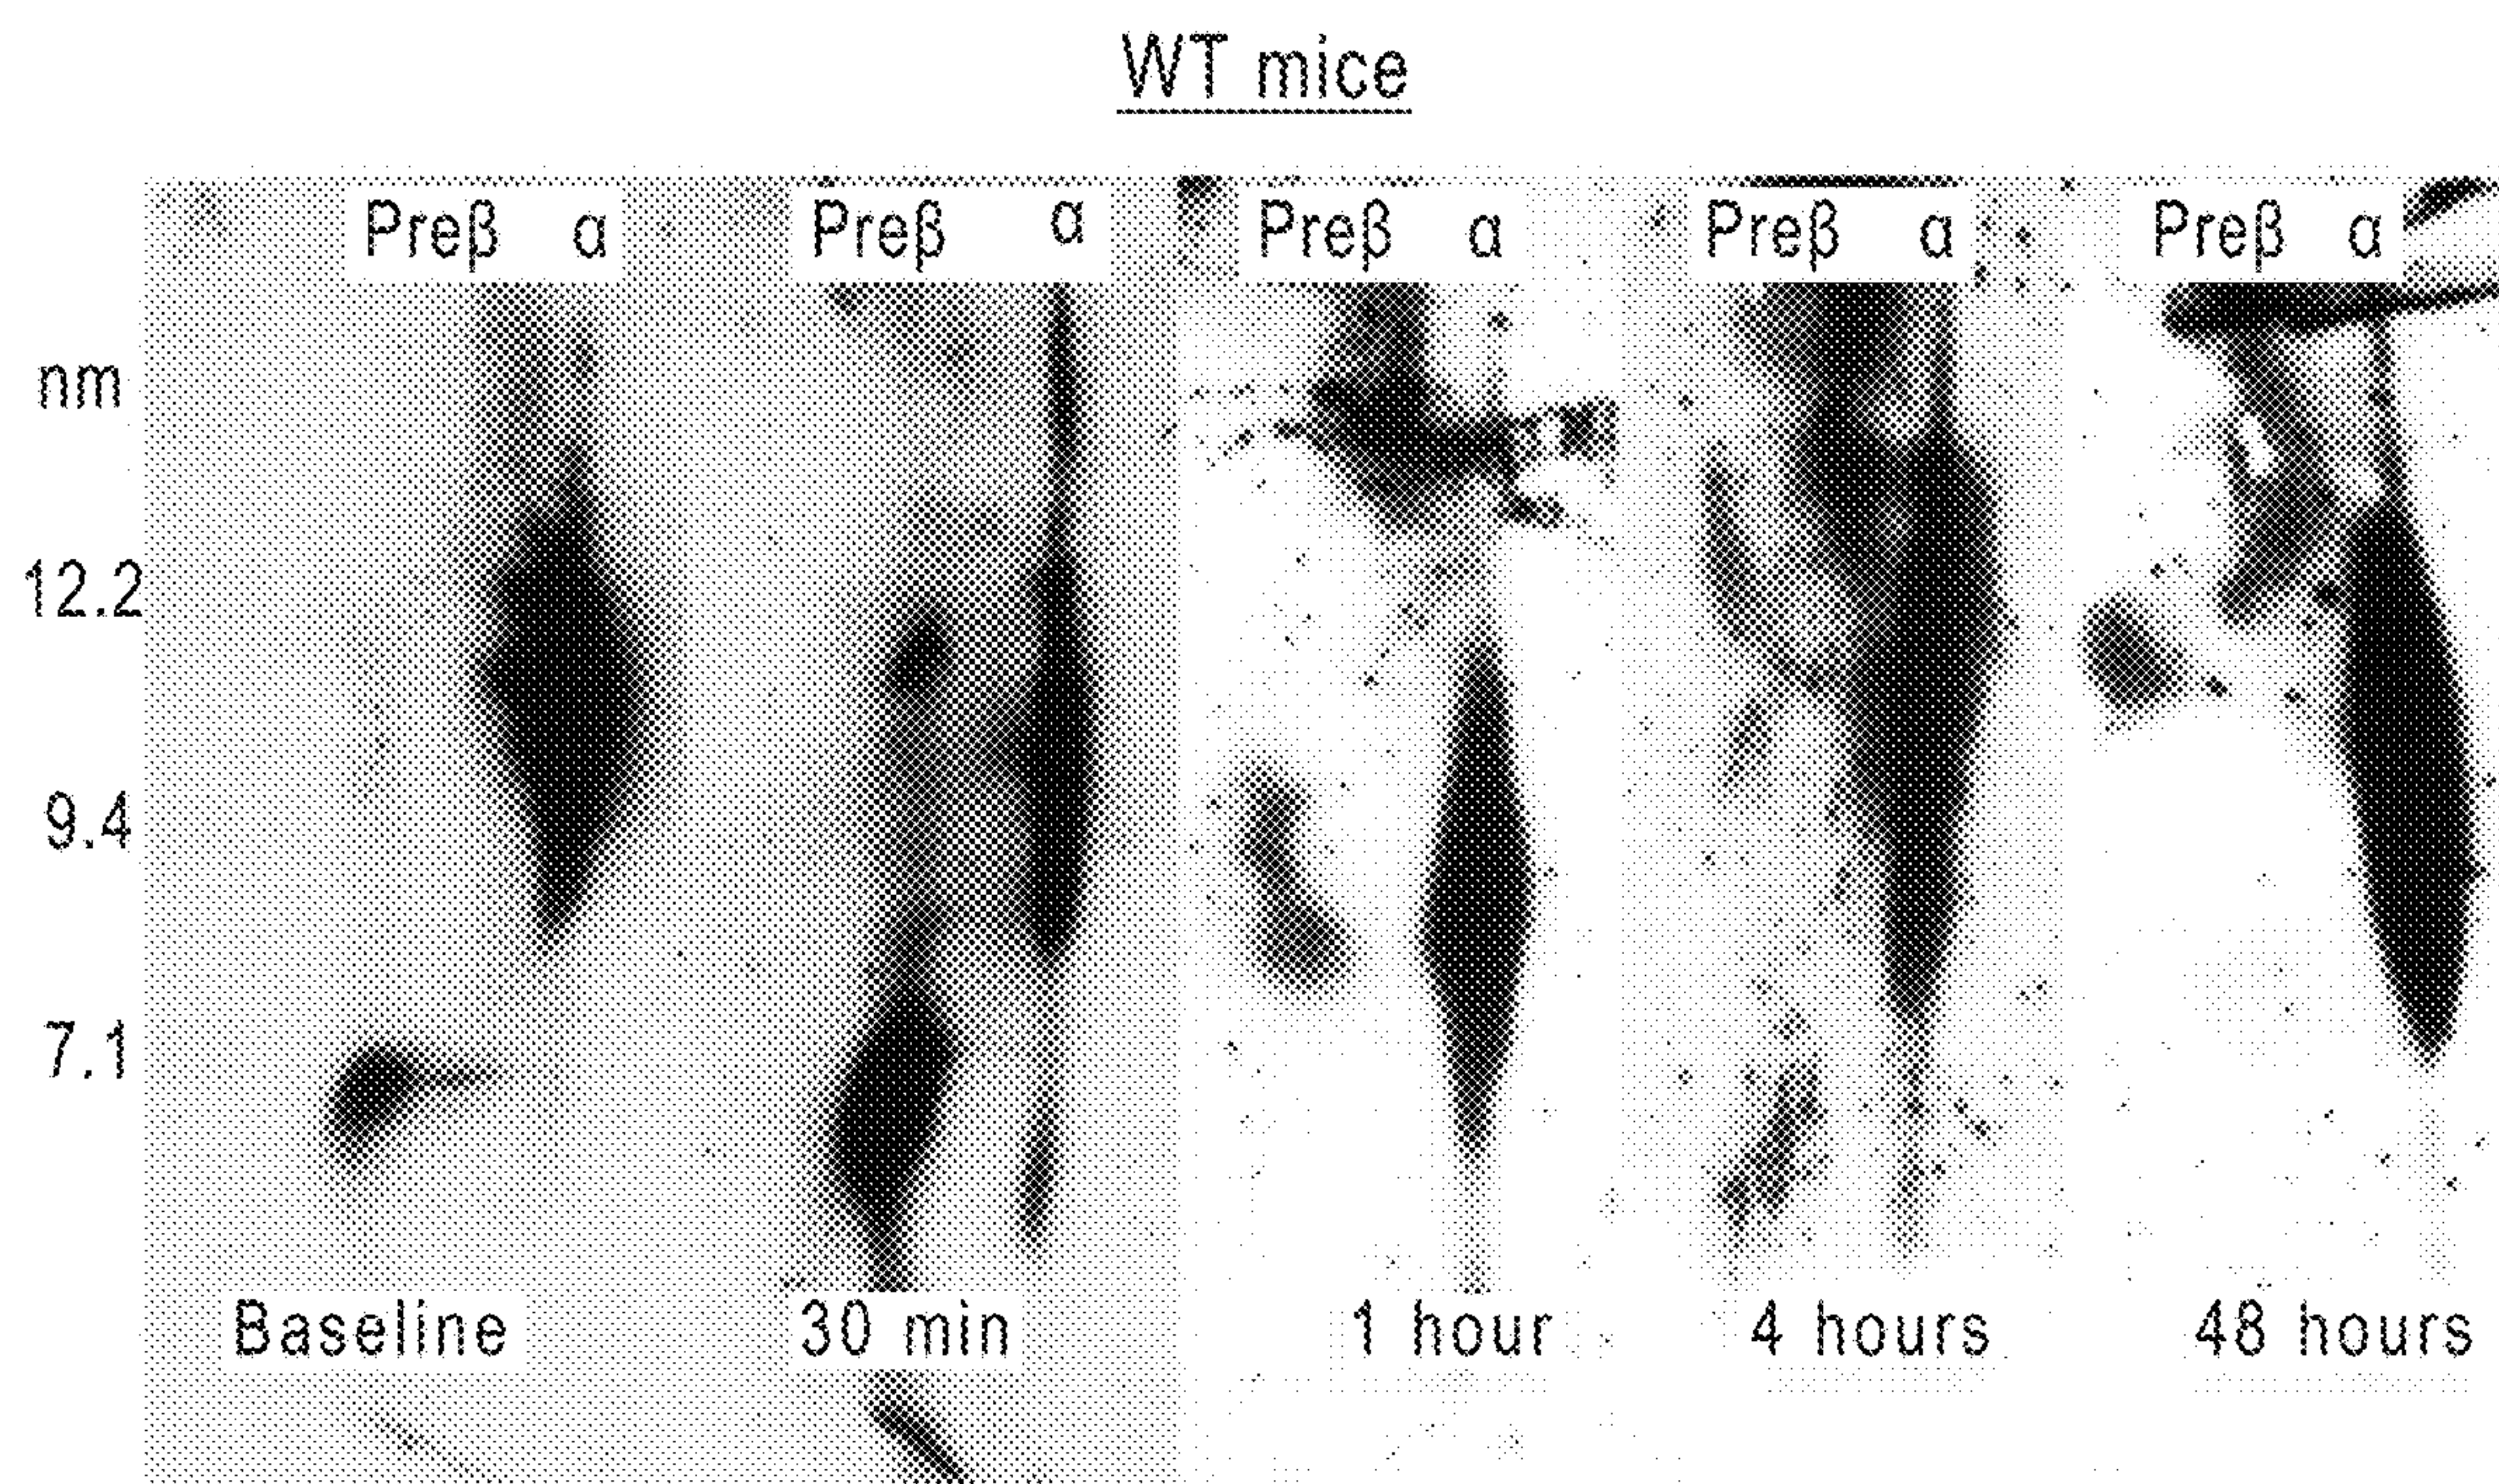 WT mice
Preβ α Preβ α Preβ α Preβ α Preβ α
nm
12.2
9.4
7.1
Baseline 30 min 1 hour 4 hours 48 hours